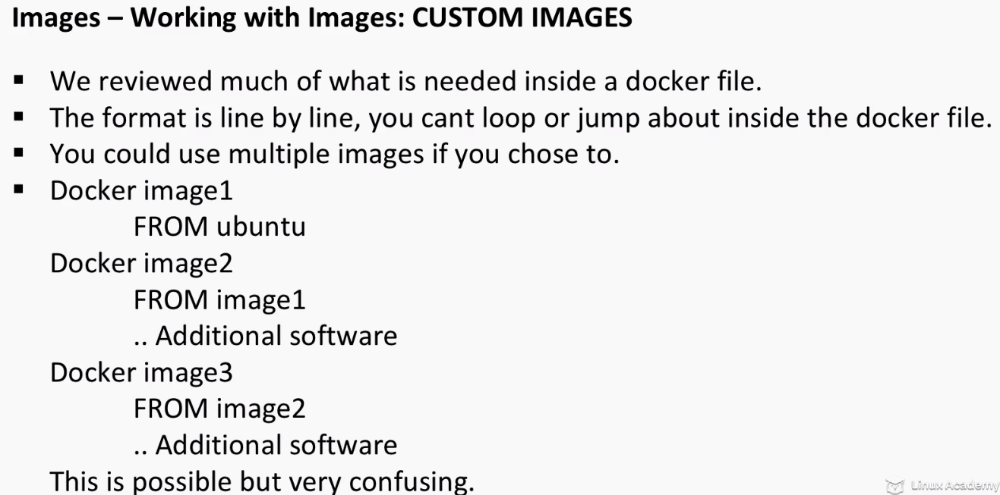 Images – Working with Images: CUSTOM IMAGES
▪ We reviewed much of what is needed inside a docker file.
▪ The format is line by line, you cant loop or jump about inside the docker file.
▪ You could use multiple images if you chose to.
▪ Docker image1
FROM ubuntu
Docker image2
FROM image1
.. Additional software
Docker image3
FROM image2
.. Additional software
This is possible but very confusing.
Linux Academy